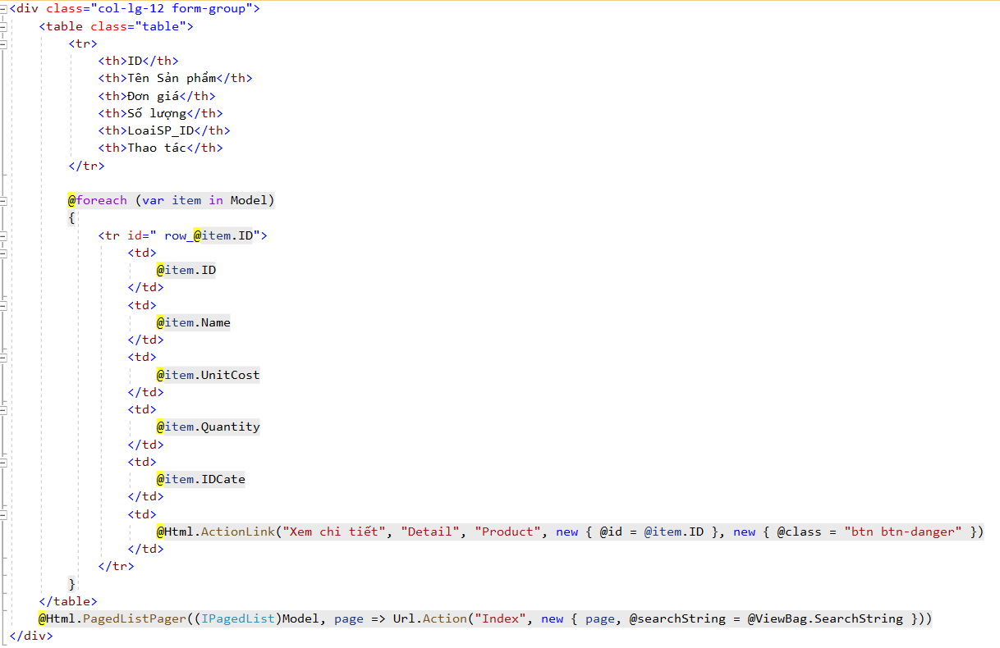 <div class="col-lg-12 form-group">
<table class="table">
<tr>
<th>ID</th>
<th>Tên Sản phẩm</th>
<th>Đơn giá</th>
<th>Số lượng</th>
<th>LoaiSP_ID</th>
<th>Thao tác</th>
</tr>
@foreach (var item in Model)
{
<tr id=" row_@item.ID">
<td>
@item.ID
</td>
<td>
@item.Name
</td>
<td>
@item.UnitCost
</td>
<td>
@item.Quantity
</td>
<td>
@item.IDCate
</td>
<td>
@Html.ActionLink("Xem chi tiết", "Detail", "Product", new { @id = @item.ID }, new { @class = "btn btn-danger" })
</td>
</tr>
}
</table>
@Html.PagedListPager((IPagedList)Model, page => Url.Action("Index", new { page, @searchString = @ViewBag.SearchString }))
</div>